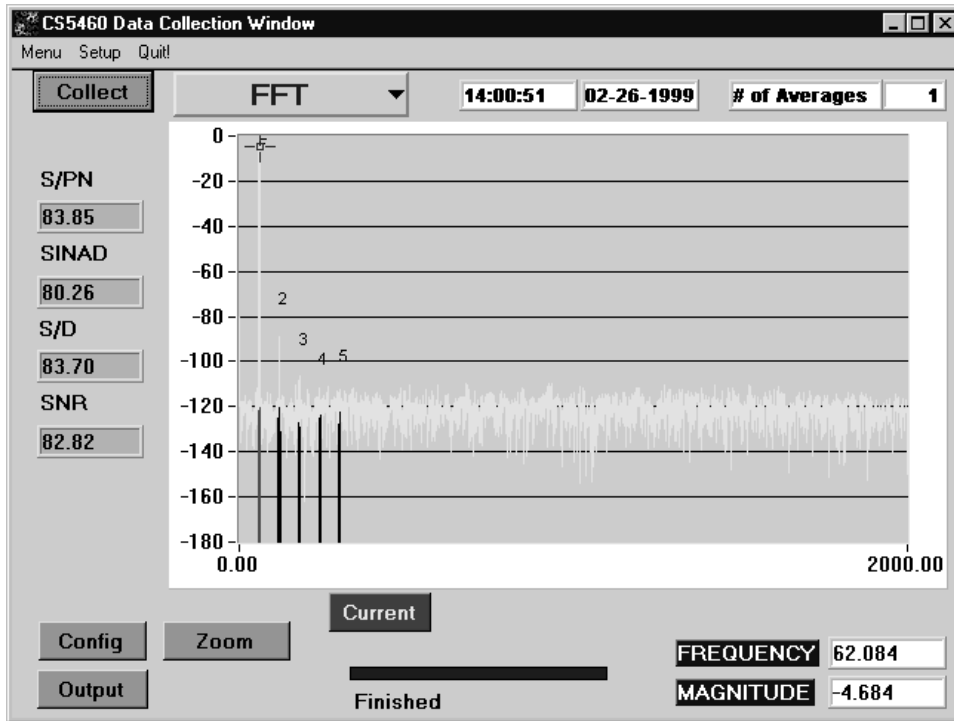 CS5460 Data Collection Window
Menu Setup Quit!
Collect
FFT
14:00:51
02-26-1999
# of Averages
1
S/PN
83.85
SINAD
80.26
S/D
83.70
SNR
82.82
0
-20
-40
-60
-80
-100
-120
-140
-160
-180
F
2
3
4
5
0.00
2000.00
Current
Config
Zoom
Output
Finished
FREQUENCY
62.084
MAGNITUDE
-4.684